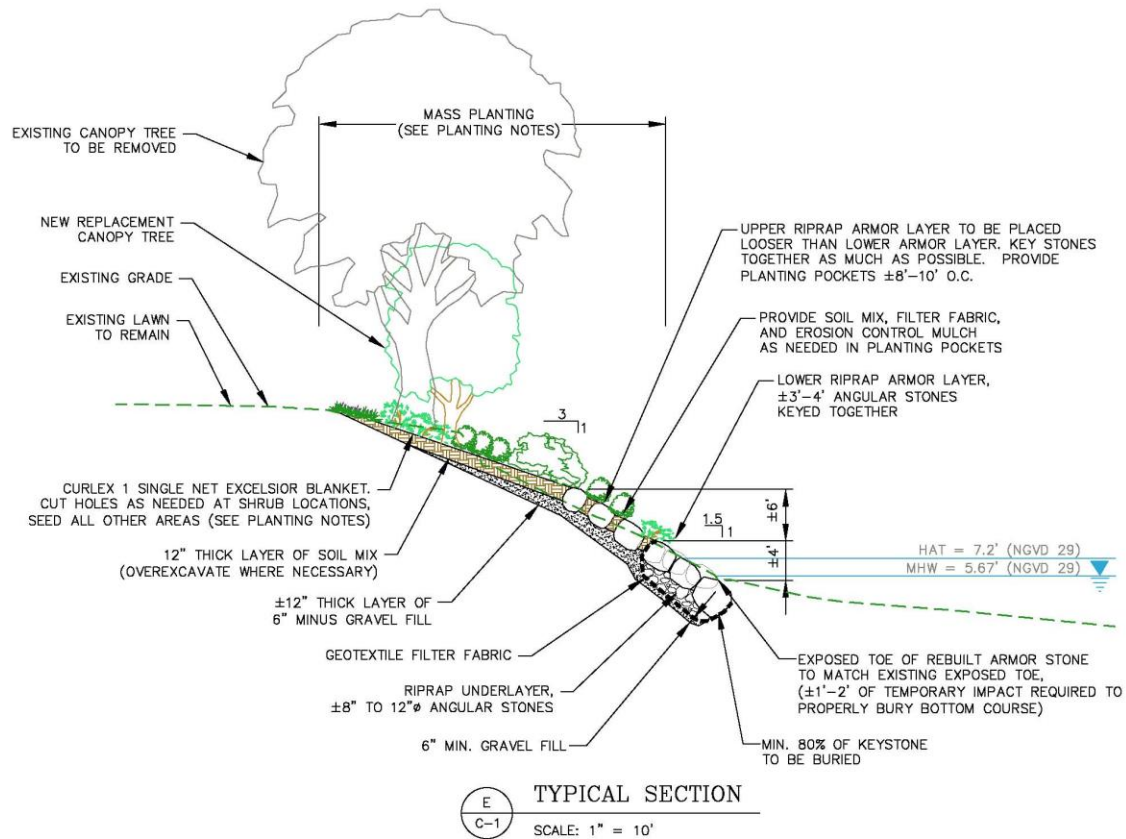 MASS PLANTING
(SEE PLANTING NOTES)
EXISTING CANOPY TREE
TO BE REMOVED
NEW REPLACEMENT
CANOPY TREE
EXISTING GRADE
EXISTING LAWN
TO REMAIN
UPPER RIPRAP ARMOR LAYER TO BE PLACED
LOOSER THAN LOWER ARMOR LAYER. KEY STONES
TOGETHER AS MUCH AS POSSIBLE. PROVIDE
PLANTING POCKETS ±8'-10' O.C.
PROVIDE SOIL MIX, FILTER FABRIC,
AND EROSION CONTROL MULCH
AS NEEDED IN PLANTING POCKETS
LOWER RIPRAP ARMOR LAYER,
±3'-4' ANGULAR STONES
KEYED TOGETHER
3
1
1.5
1
±6'
±4'
HAT = 7.2' (NGVD 29)
MHW = 5.67' (NGVD 29)
CURLEX 1 SINGLE NET EXCELSIOR BLANKET.
CUT HOLES AS NEEDED AT SHRUB LOCATIONS,
SEED ALL OTHER AREAS (SEE PLANTING NOTES)
12" THICK LAYER OF SOIL MIX
(OVEREXCAVATE WHERE NECESSARY)
±12" THICK LAYER OF
6" MINUS GRAVEL FILL
GEOTEXTILE FILTER FABRIC
RIPRAP UNDERLAYER,
±8" TO 12"ø ANGULAR STONES
6" MIN. GRAVEL FILL
EXPOSED TOE OF REBUILT ARMOR STONE
TO MATCH EXISTING EXPOSED TOE,
(±1'-2' OF TEMPORARY IMPACT REQUIRED TO
PROPERLY BURY BOTTOM COURSE)
MIN. 80% OF KEYSTONE
TO BE BURIED
E
C-1
TYPICAL SECTION
SCALE: 1" = 10'